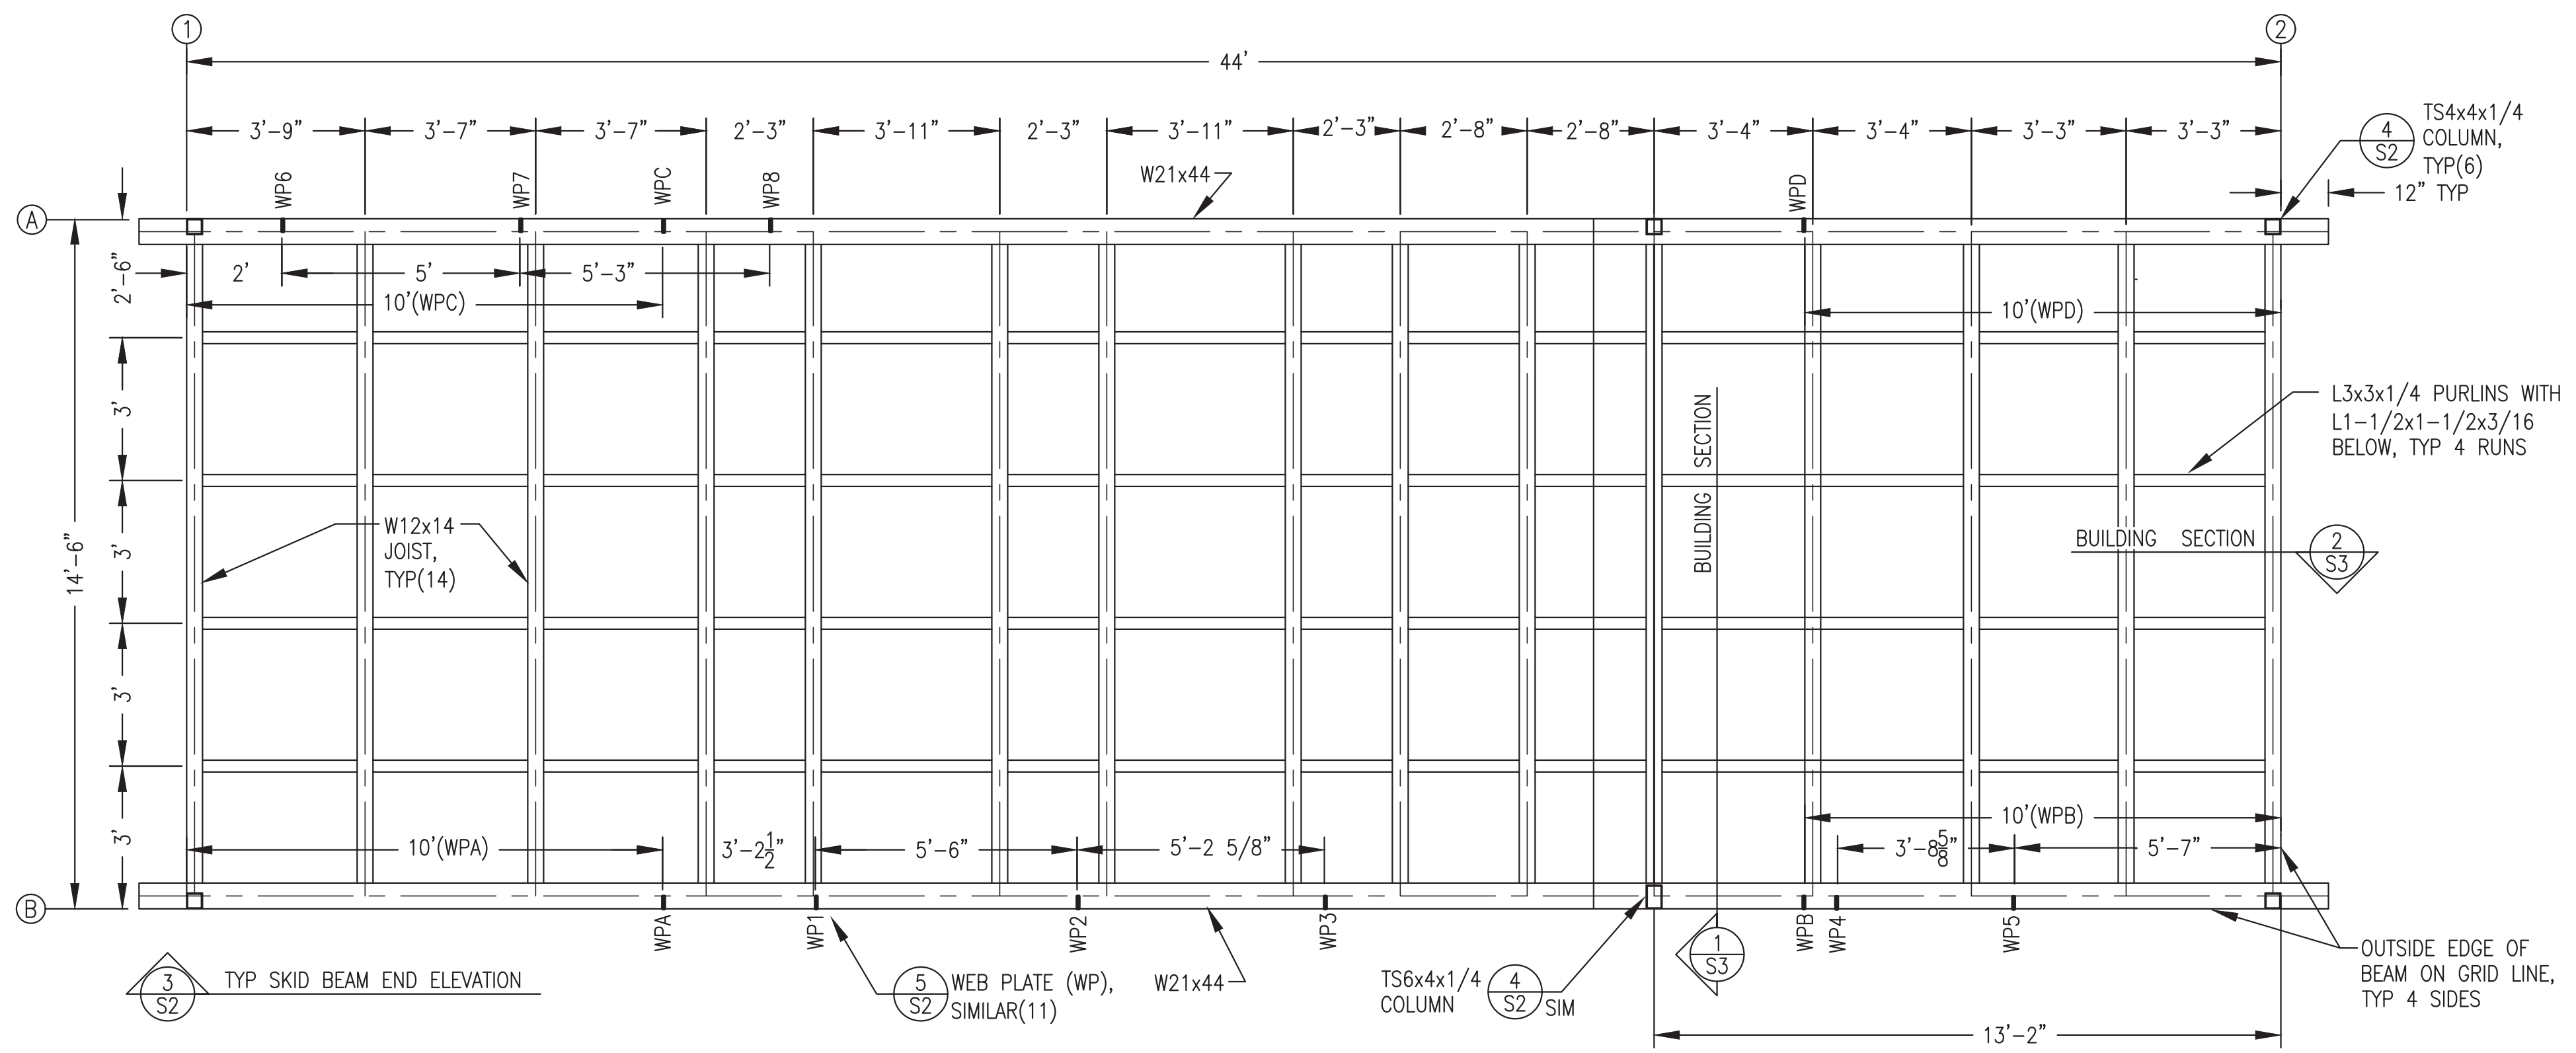 1
2
44'
3'-9"
3'-7"
3'-7"
2'-3"
3'-11"
2'-3"
3'-11"
2'-3"
2'-8"
2'-8"
3'-4"
3'-4"
3'-3"
3'-3"
4
S2
TS4x4x1/4
COLUMN,
TYP(6)
12" TYP
W21x44
WP6
WP7
WPC
WP8
WPD
A
2'-6"
2'
5'
5'-3"
10'(WPC)
10'(WPD)
3'
3'
3'
3'
14'-6"
W12x14
JOIST,
TYP(14)
BUILDING SECTION
L3x3x1/4 PURLINS WITH
L1-1/2x1-1/2x3/16
BELOW, TYP 4 RUNS
BUILDING SECTION
2
S3
10'(WPB)
10'(WPA)
3'-2 1/2"
5'-6"
5'-2 5/8"
3'-8 5/8"
5'-7"
B
WPA
WP1
WP2
WP3
WPB
WP4
WP5
3
S2
TYP SKID BEAM END ELEVATION
5
S2
WEB PLATE (WP),
SIMILAR(11)
W21x44
TS6x4x1/4
COLUMN
4
S2
SIM
1
S3
OUTSIDE EDGE OF
BEAM ON GRID LINE,
TYP 4 SIDES
13'-2"